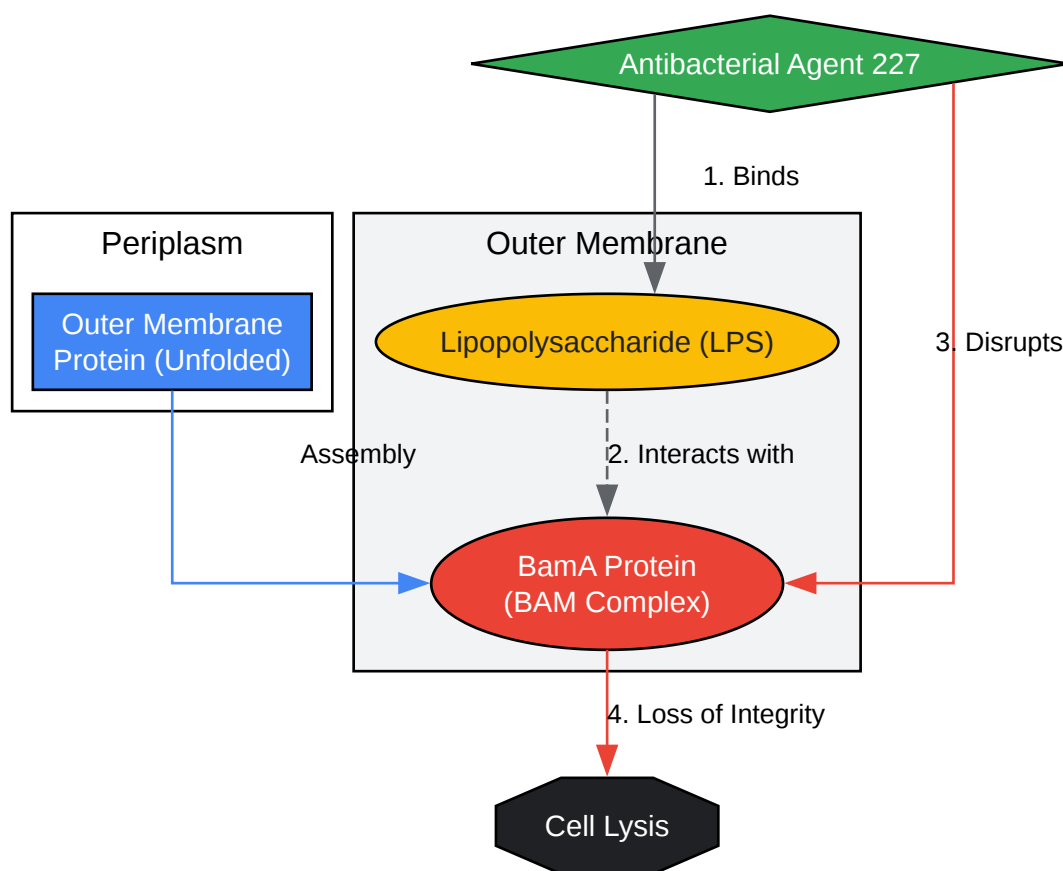 Antibacterial Agent 227
1. Binds
Periplasm
Outer Membrane
Outer Membrane
Protein (Unfolded)
Lipopolysaccharide (LPS)
3. Disrupts
Assembly
2. Interacts with
BamA Protein
(BAM Complex)
4. Loss of Integrity
Cell Lysis